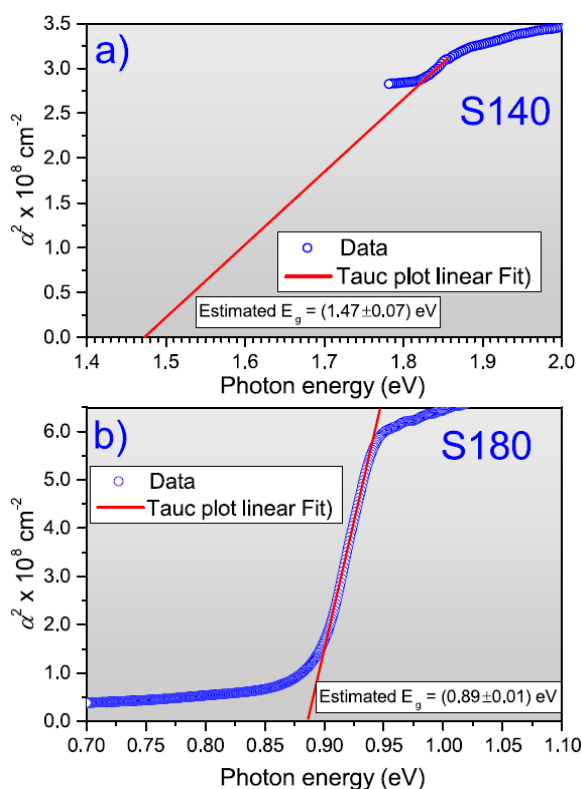 a)
S140
3.5
3.0
2.5
2.0
1.5
1.0
0.5
0.0
α² x 10⁸ cm⁻²
Data
Tauc plot linear Fit)
Estimated E_g = (1.47±0.07) eV
1.4 1.5 1.6 1.7 1.8 1.9 2.0
Photon energy (eV)
b)
S180
6.0
5.0
4.0
3.0
2.0
1.0
0.0
α² x 10⁸ cm⁻²
Data
Tauc plot linear Fit)
Estimated E_g = (0.89±0.01) eV
0.70 0.75 0.80 0.85 0.90 0.95 1.00 1.05 1.10
Photon energy (eV)